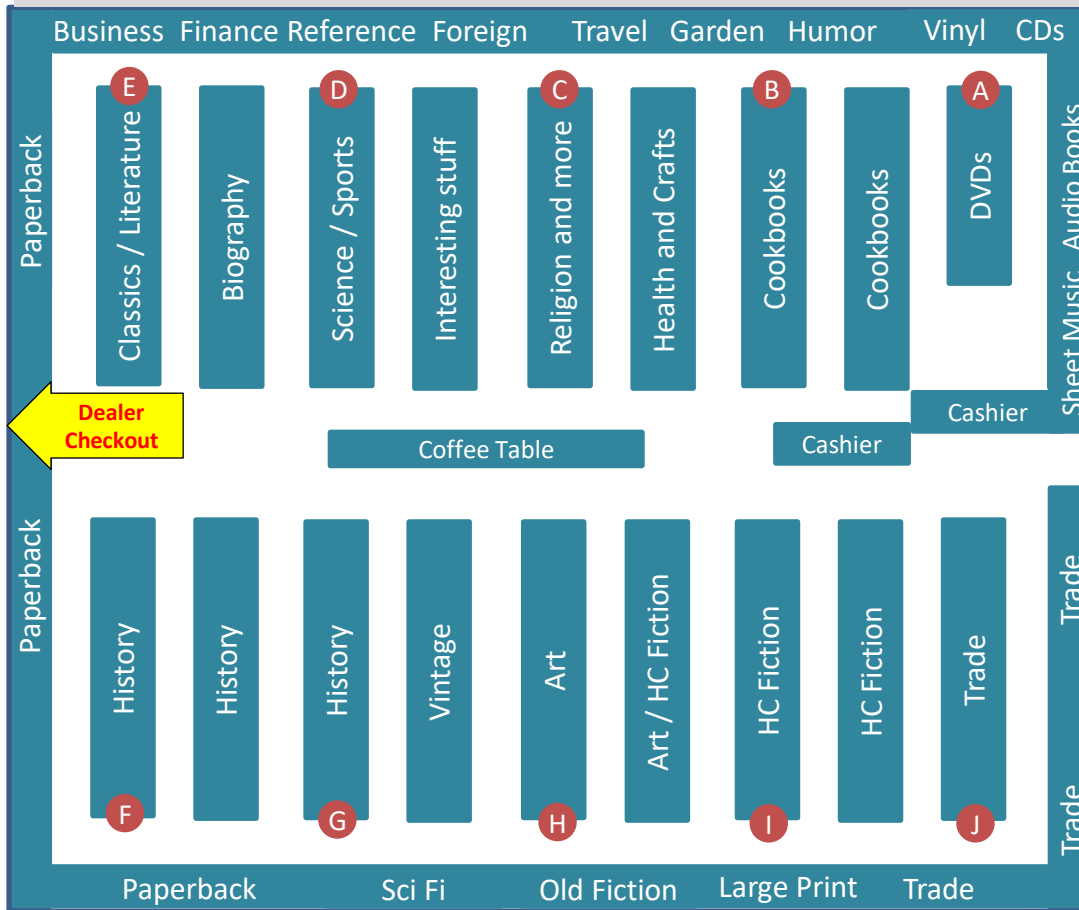 Business Finance Reference Foreign Travel Garden Humor Vinyl CDs
E
D
C
B
A
Paperback
Classics / Literature
Biography
Science / Sports
Interesting stuff
Religion and more
Health and Crafts
Cookbooks
Cookbooks
DVDs
Sheet Music Audio Books
Dealer
Checkout
Coffee Table
Cashier
Cashier
Paperback
History
History
History
Vintage
Art
Art / HC Fiction
HC Fiction
HC Fiction
Trade
Trade
Trade
F
G
H
I
J
Paperback Sci Fi Old Fiction Large Print Trade